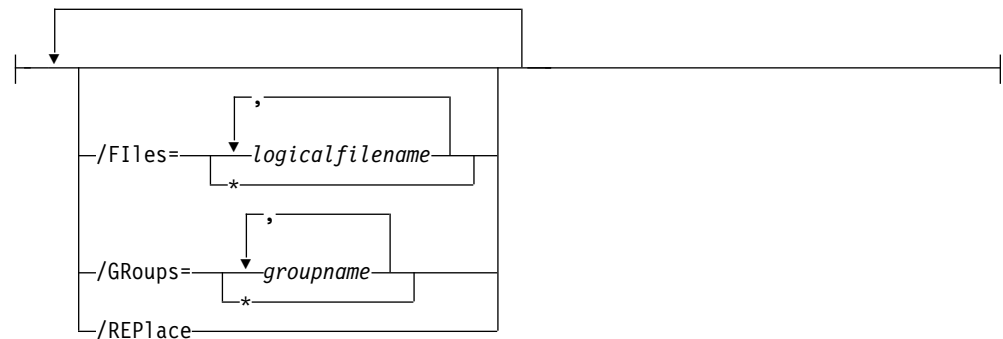 ,
/FIles= logicalfilename
*
,
/GRoups= groupname
*
/REPlace